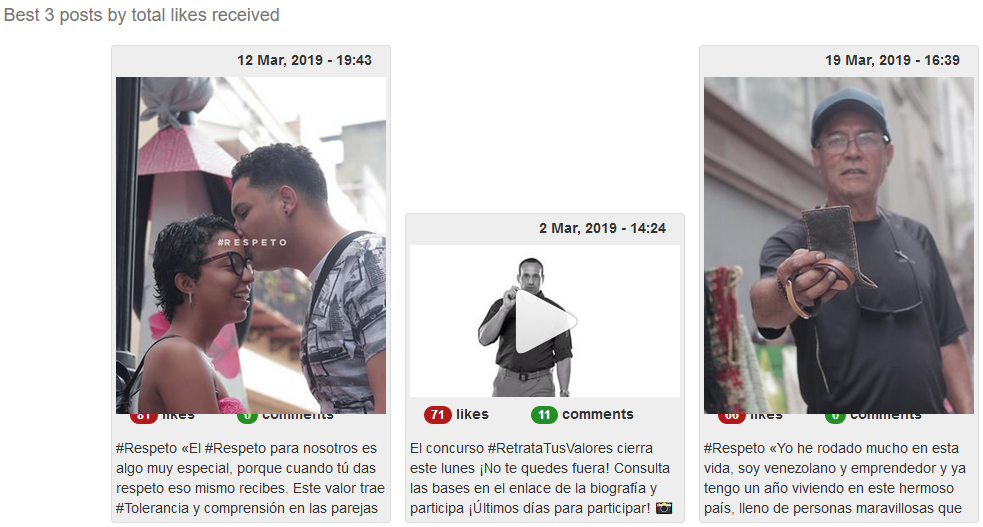 Best 3 posts by total likes received
12 Mar, 2019 - 19:43
#RESPETO
81 likes 0 comments
#Respeto «El #Respeto para nosotros es
algo muy especial, porque cuando tú das
respeto eso mismo recibes. Este valor trae
#Tolerancia y comprensión en las parejas
2 Mar, 2019 - 14:24
71 likes 11 comments
El concurso #RetrataTusValores cierra
este lunes ¡No te quedes fuera! Consulta
las bases en el enlace de la biografía y
participa ¡Últimos días para participar! 📸
19 Mar, 2019 - 16:39
66 likes 0 comments
#Respeto «Yo he rodado mucho en esta
vida, soy venezolano y emprendedor y ya
tengo un año viviendo en este hermoso
país, lleno de personas maravillosas que